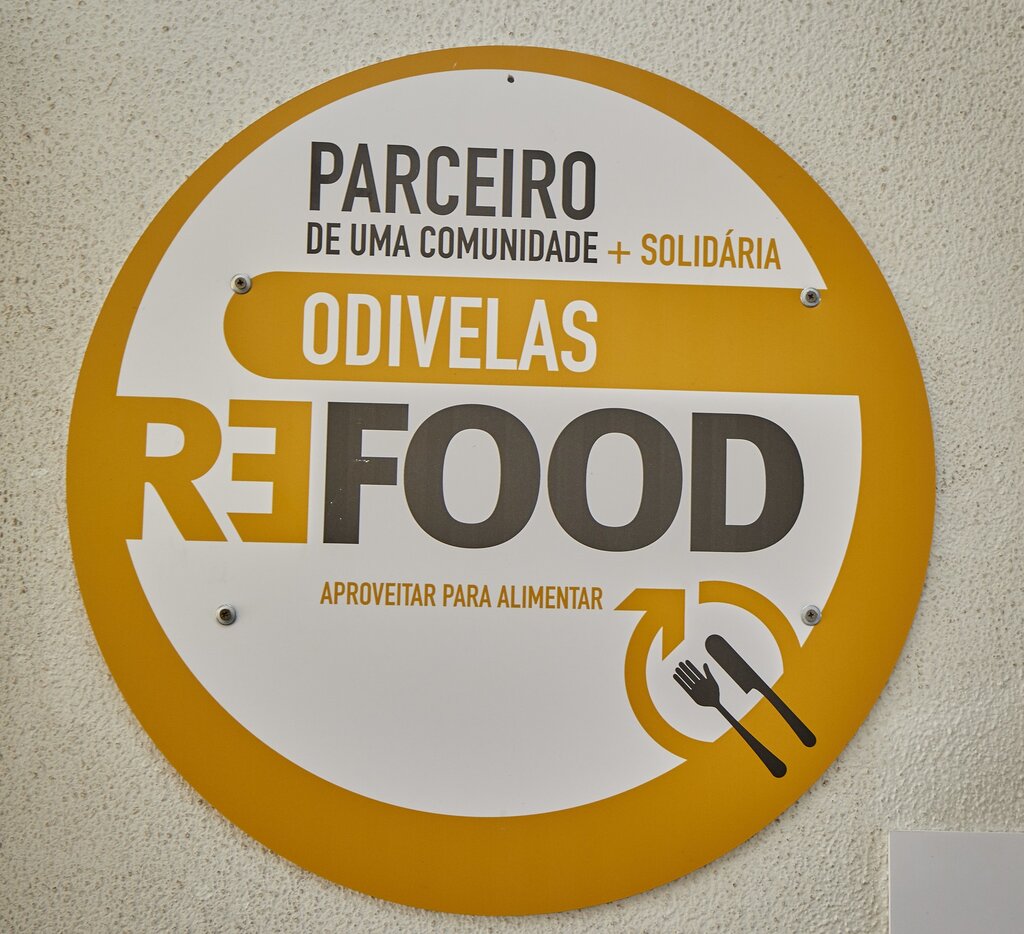 PARCEIRO
DE UMA COMUNIDADE + SOLIDÁRIA
ODIVELAS
REFOOD
APROVEITAR PARA ALIMENTAR